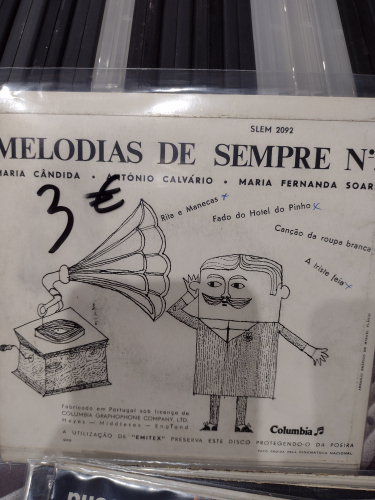 SLEM 2092
MELODIAS DE SEMPRE Nº
MARIA CÂNDIDA • ANTÓNIO CALVÁRIO • MARIA FERNANDA SOAR
3 €
Rita e Manecas x
Fado do Hotel do Pinho x
Canção da roupa branca
A triste feia x
Fabricado em Portugal sob licença de
COLUMBIA GRAPHOPHONE COMPANY, LTD.
Hayes - Middlesex - England
Columbia
A UTILIZAÇÃO DE "EMITEX" PRESERVA ESTE DISCO PROTEGENDO-O DA POEIRA